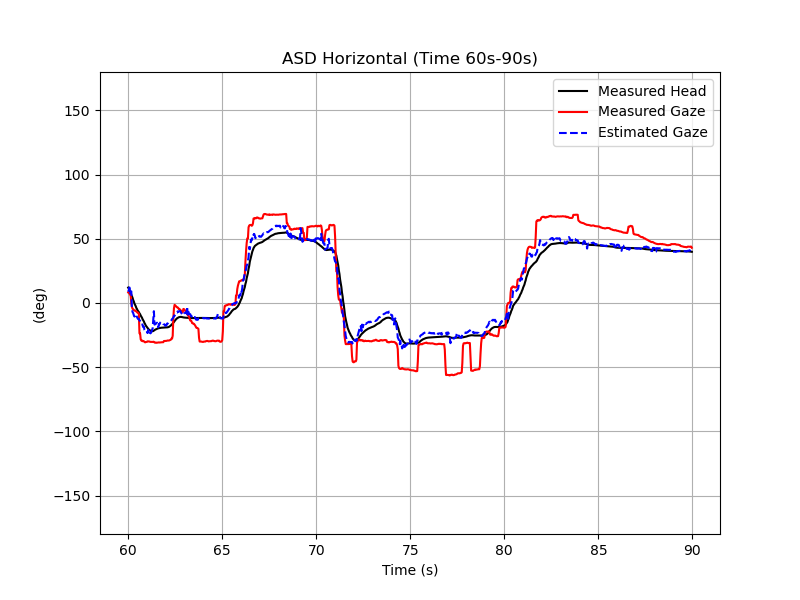 ASD Horizontal (Time 60s-90s)
Measured Head
Measured Gaze
Estimated Gaze
150
100
50
0
−50
−100
−150
(deg)
60 65 70 75 80 85 90
Time (s)